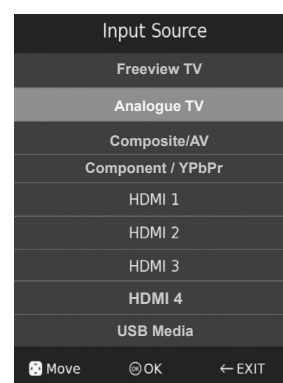 Input Source
Freeview TV
Analogue TV
Composite/AV
Component / YPbPr
HDMI 1
HDMI 2
HDMI 3
HDMI 4
USB Media
Move OK OK ← EXIT